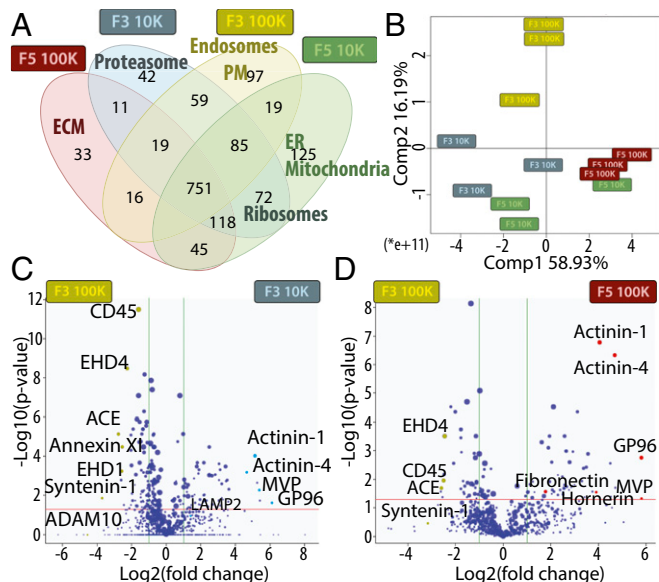 A
F3 10K
F3 100K
F5 100K
F5 10K
Proteasome
Endosomes
PM
ECM
ER
Mitochondria
Ribosomes
42
97
11
59
19
33
19
85
125
16
751
72
118
45
B
Comp2 16.19%
2
1
0
-1
F3 100K
F3 100K
F3 100K
F3 10K
F3 10K
F3 10K
F5 100K
F5 100K
F5 100K
F5 10K
F5 10K
F5 10K
(*e+11)
-4 -2 0 2 4
Comp1 58.93%
C
F3 100K
F3 10K
-Log10(p-value)
12
10
8
6
4
2
0
CD45
EHD4
ACE
Annexin XI
EHD1
Syntenin-1
ADAM10
Actinin-1
Actinin-4
MVP
GP96
LAMP2
-6 -4 -2 0 2 4 6 8
Log2(fold change)
D
F3 100K
F5 100K
-Log10(p-value)
8
7
6
5
4
3
2
1
0
Actinin-1
Actinin-4
EHD4
GP96
CD45
ACE
Fibronectin
MVP
Hornerin
Syntenin-1
-4 -2 0 2 4 6
Log2(fold change)